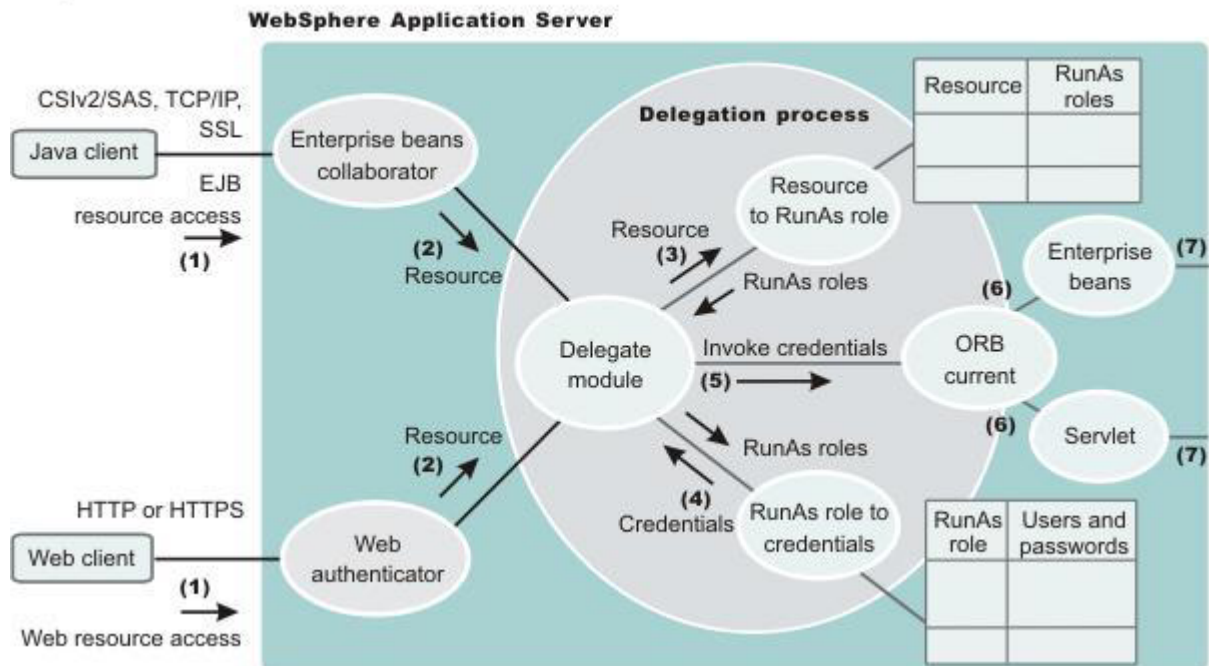 WebSphere Application Server
CSIv2/SAS, TCP/IP,
SSL
Java client
EJB
resource access
(1)
Enterprise beans
collaborator
(2)
Resource
Delegation process
Resource
RunAs
roles
Resource
to RunAs role
Resource
(3)
RunAs roles
Enterprise
beans
(7)
(6)
Delegate
module
Invoke credentials
(5)
ORB
current
(6)
Servlet
(7)
Resource
(2)
RunAs roles
(4)
Credentials
RunAs role to
credentials
RunAs
role
Users and
passwords
HTTP or HTTPS
Web client
(1)
Web resource access
Web
authenticator